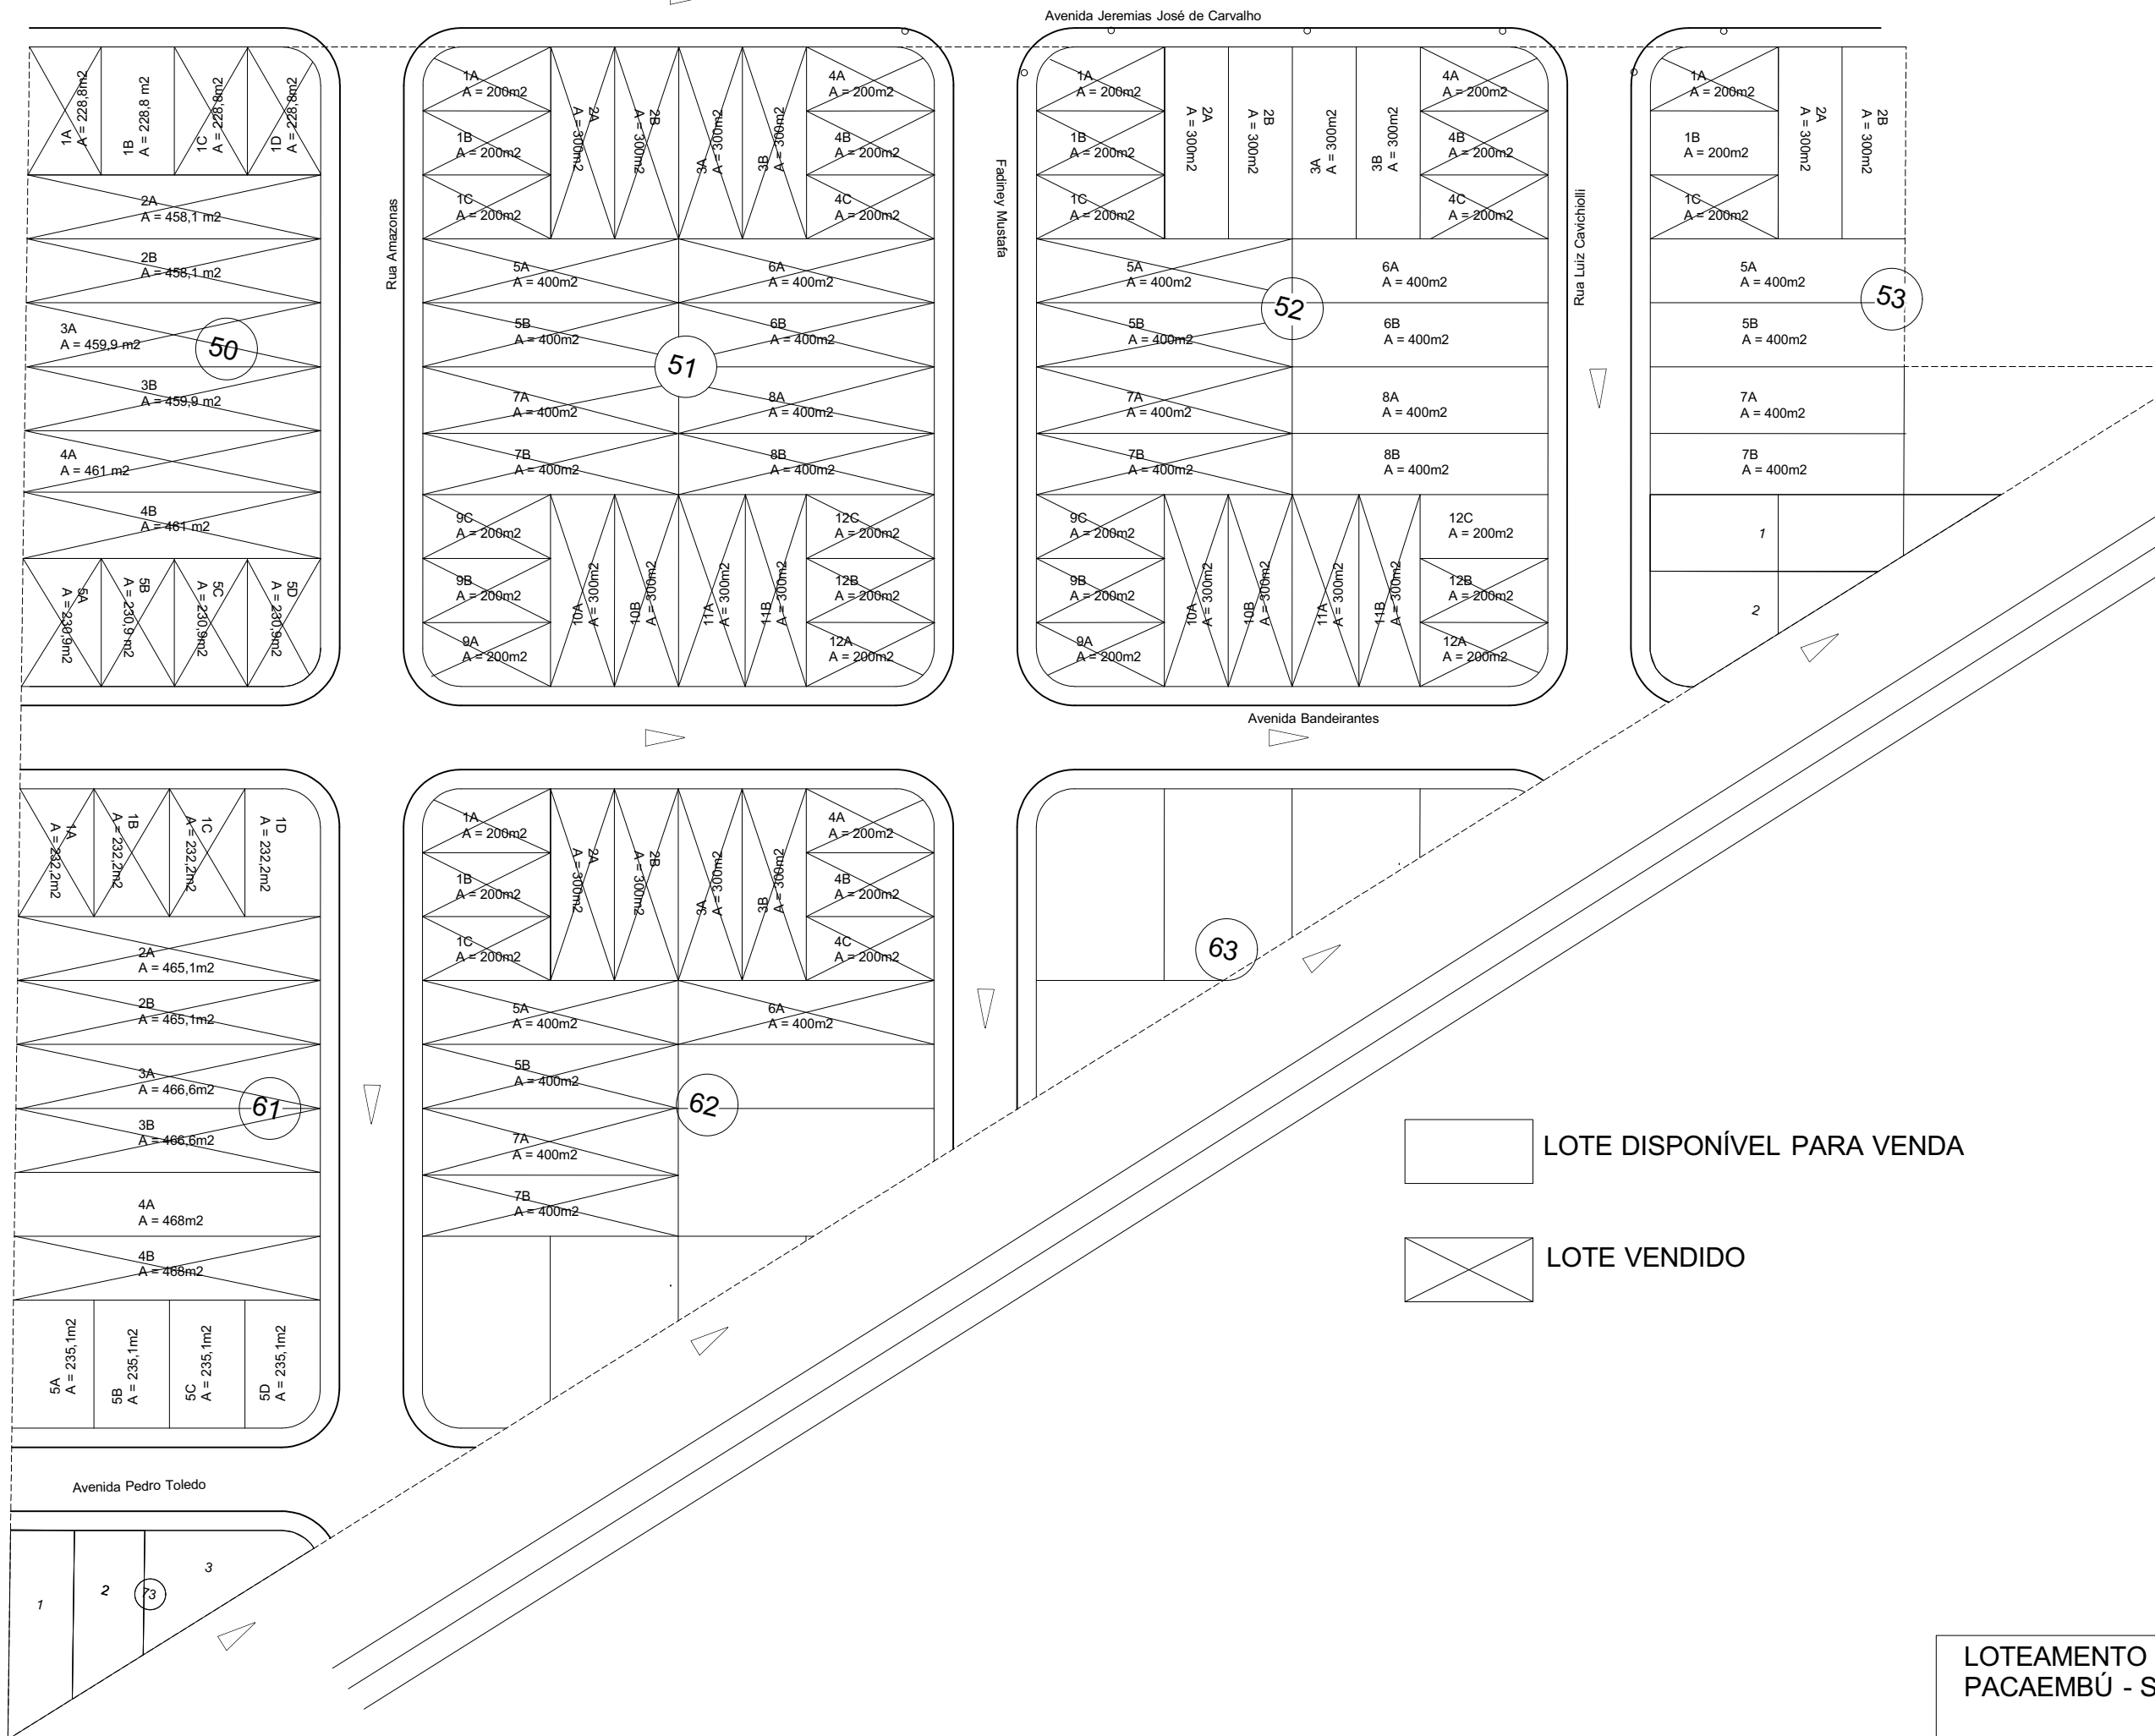 Avenida Jeremias José de Carvalho
1A
A = 228,8m2
1B
A = 228,8 m2
1C
A = 228,8m2
1D
A = 228,8m2
2A
A = 458,1 m2
2B
A = 458,1 m2
3A
A = 459,9 m2
50
3B
A = 459,9 m2
4A
A = 461 m2
4B
A = 461 m2
5A
A = 230,9m2
5B
A = 230,9 m2
5C
A = 230,9m2
5D
A = 230,9m2
Rua Amazonas
1A
A = 200m2
1B
A = 200m2
1C
A = 200m2
2A
A = 300m2
2B
A = 300m2
3A
A = 300m2
3B
A = 300m2
4A
A = 200m2
4B
A = 200m2
4C
A = 200m2
5A
A = 400m2
6A
A = 400m2
5B
A = 400m2
6B
A = 400m2
51
7A
A = 400m2
8A
A = 400m2
7B
A = 400m2
8B
A = 400m2
9C
A = 200m2
9B
A = 200m2
9A
A = 200m2
10A
A = 300m2
10B
A = 300m2
11A
A = 300m2
11B
A = 300m2
12C
A = 200m2
12B
A = 200m2
12A
A = 200m2
Fadiney Mustafa
1A
A = 200m2
1B
A = 200m2
1C
A = 200m2
2A
A = 300m2
2B
A = 300m2
3A
A = 300m2
3B
A = 300m2
4A
A = 200m2
4B
A = 200m2
4C
A = 200m2
5A
A = 400m2
6A
A = 400m2
52
5B
A = 400m2
6B
A = 400m2
7A
A = 400m2
8A
A = 400m2
7B
A = 400m2
8B
A = 400m2
9C
A = 200m2
9B
A = 200m2
9A
A = 200m2
10A
A = 300m2
10B
A = 300m2
11A
A = 300m2
11B
A = 300m2
12C
A = 200m2
12B
A = 200m2
12A
A = 200m2
Rua Luiz Cavichiolli
1A
A = 200m2
1B
A = 200m2
1C
A = 200m2
2A
A = 300m2
2B
A = 300m2
5A
A = 400m2
53
5B
A = 400m2
7A
A = 400m2
7B
A = 400m2
1
2
Avenida Bandeirantes
1A
A = 232,2m2
1B
A = 232,2m2
1C
A = 232,2m2
1D
A = 232,2m2
2A
A = 465,1m2
2B
A = 465,1m2
3A
A = 466,6m2
61
3B
A = 466,6m2
4A
A = 468m2
4B
A = 468m2
5A
A = 235,1m2
5B
A = 235,1m2
5C
A = 235,1m2
5D
A = 235,1m2
1A
A = 200m2
1B
A = 200m2
1C
A = 200m2
2A
A = 300m2
2B
A = 300m2
3A
A = 300m2
3B
A = 300m2
4A
A = 200m2
4B
A = 200m2
4C
A = 200m2
5A
A = 400m2
6A
A = 400m2
5B
A = 400m2
62
7A
A = 400m2
7B
A = 400m2
63
LOTE DISPONÍVEL PARA VENDA
LOTE VENDIDO
Avenida Pedro Toledo
1
2
73
3
LOTEAMENTO
PACAEMBÚ - S